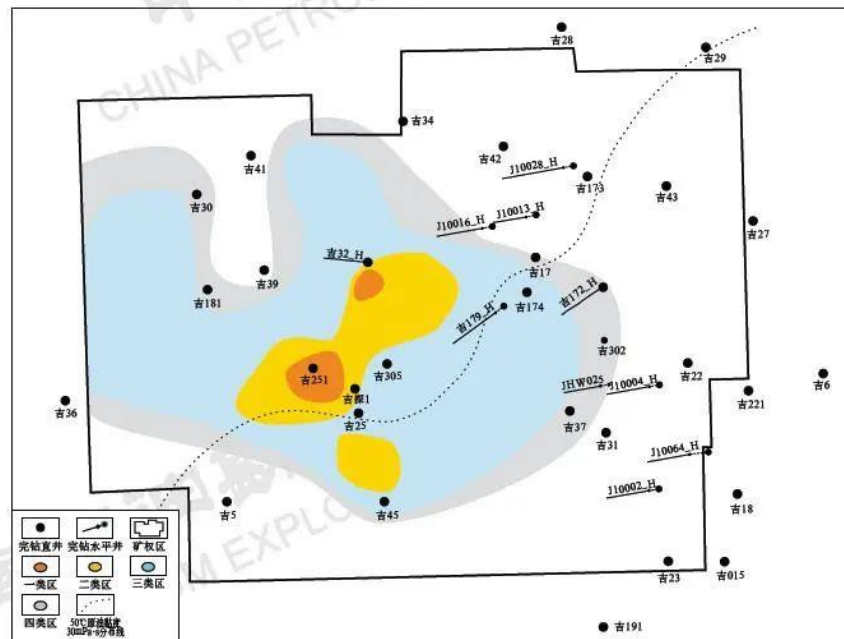 CHINA PETROL
吉28
吉29
吉34
吉42
吉41
J10028_H
吉173
吉43
吉30
J10016_H
J10013_H
吉27
吉32_H
吉17
吉39
吉181
吉172_H
吉174
吉179_H
吉302
吉305
吉251
吉22
吉6
JHW025
J10004_H
吉深1
吉221
吉36
吉25
吉37
吉31
J10064_H
J10002_H
吉5
吉45
吉18
吉23
吉015
吉191
完钻直井
完钻水平井
矿权区
一类区
二类区
三类区
四类区
50℃原油黏度
30mPa·s分布线
UM EXPLO